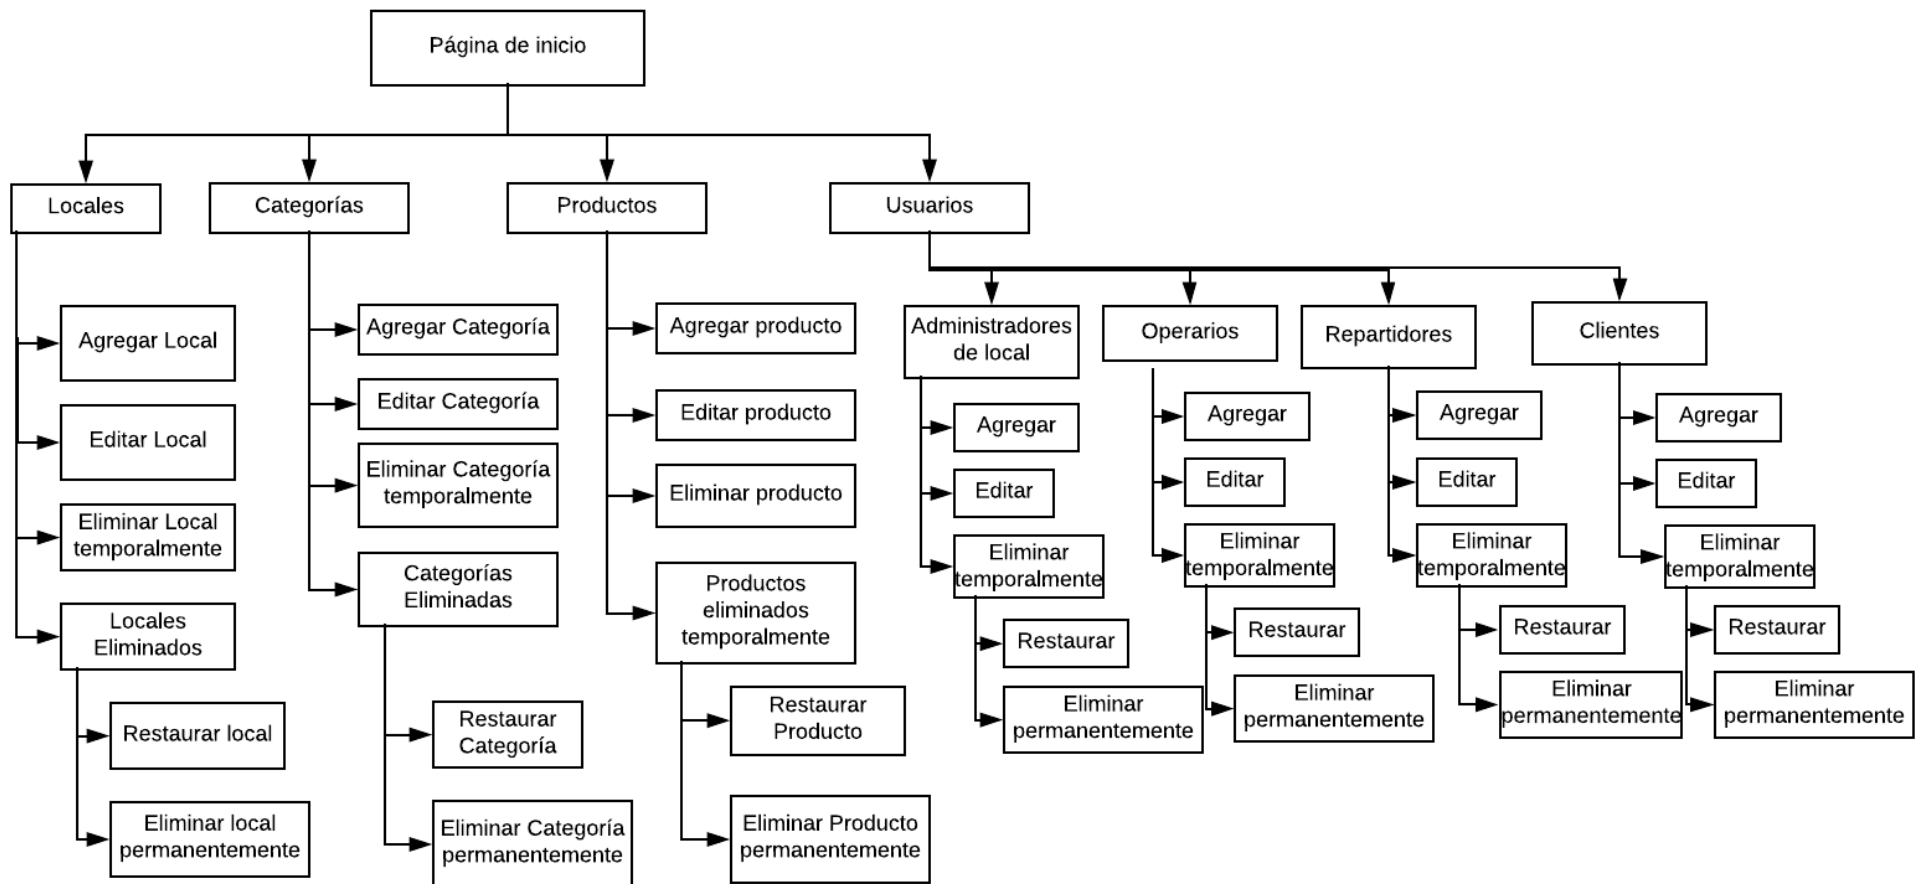 Página de inicio
Locales
Categorías
Productos
Usuarios
Agregar Local
Editar Local
Eliminar Local
temporalmente
Locales
Eliminados
Restaurar local
Eliminar local
permanentemente
Agregar Categoría
Editar Categoría
Eliminar Categoría
temporalmente
Categorías
Eliminadas
Restaurar
Categoría
Eliminar Categoría
permanentemente
Agregar producto
Editar producto
Eliminar producto
Productos
eliminados
temporalmente
Restaurar
Producto
Eliminar Producto
permanentemente
Administradores
de local
Agregar
Editar
Eliminar
temporalmente
Restaurar
Eliminar
permanentemente
Operarios
Agregar
Editar
Eliminar
temporalmente
Restaurar
Eliminar
permanentemente
Repartidores
Agregar
Editar
Eliminar
temporalmente
Restaurar
Eliminar
permanentemente
Clientes
Agregar
Editar
Eliminar
temporalmente
Restaurar
Eliminar
permanentemente